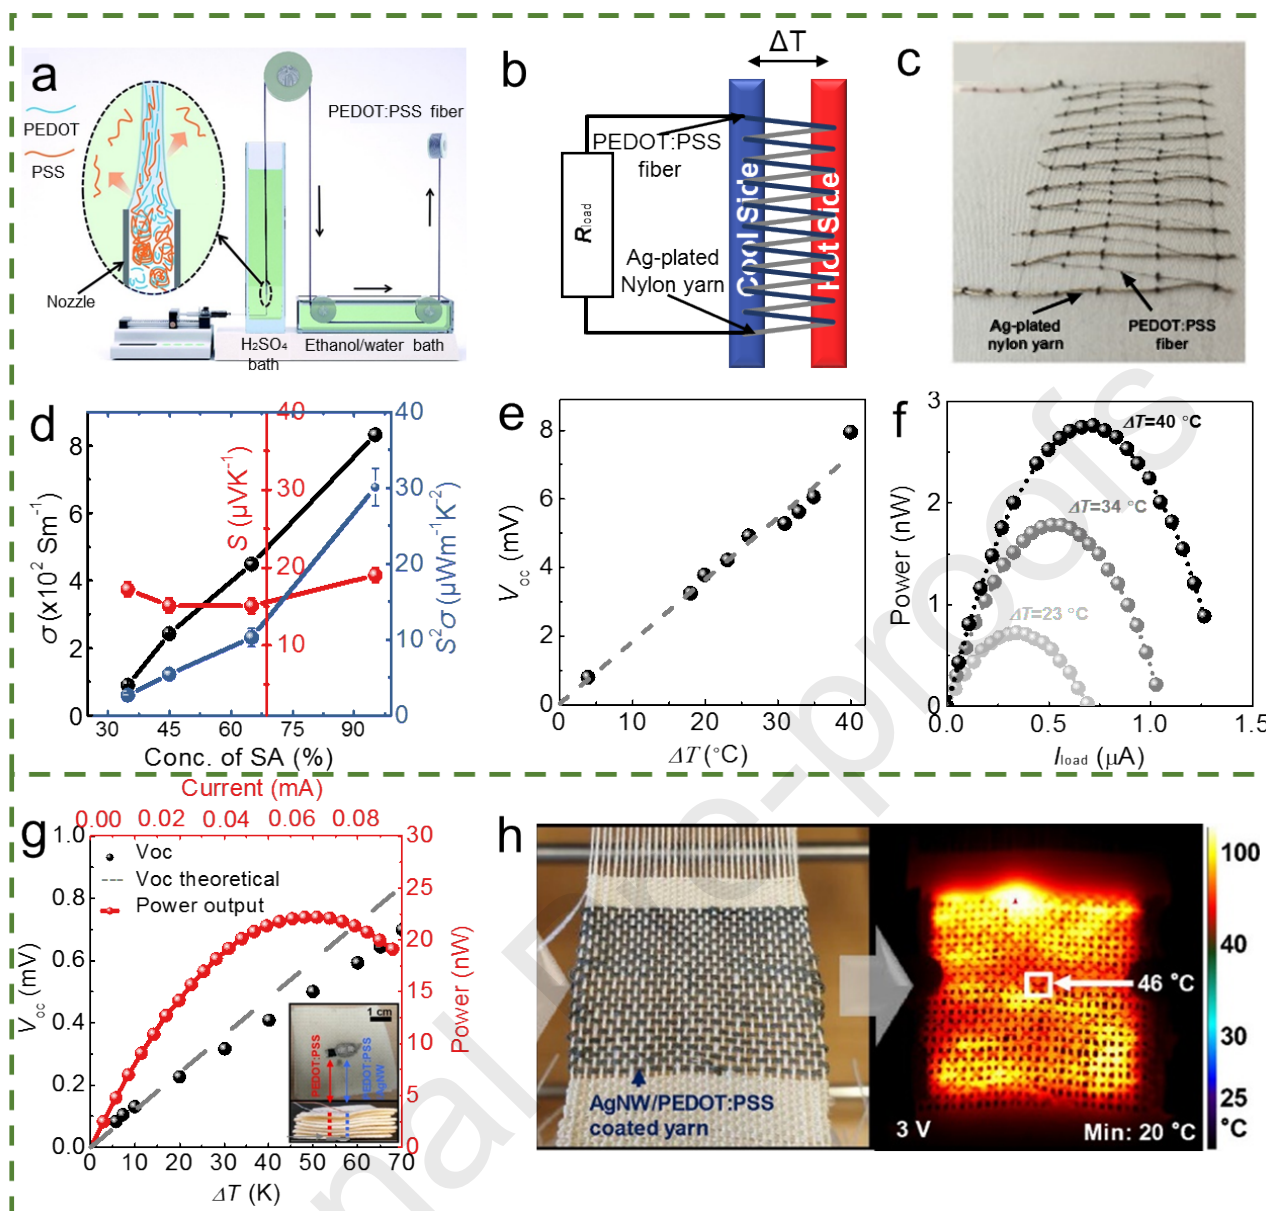 a
PEDOT
PSS
Nozzle
PEDOT:PSS fiber
H₂SO₄
bath
Ethanol/water bath
b
ΔT
PEDOT:PSS
fiber
Rload
Ag-plated
Nylon yarn
Cool Side
Hot Side
c
Ag-plated
nylon yarn
PEDOT:PSS
fiber
d
σ (x10² Sm⁻¹)
8
6
4
2
0
S (µVK⁻¹)
40
30
20
10
S²σ (µWm⁻¹K⁻²)
40
30
20
10
0
30 45 60 75 90
Conc. of SA (%)
e
Voc (mV)
8
6
4
2
0
0 10 20 30 40
ΔT (°C)
f
Power (nW)
3
2
1
0
ΔT=40 °C
ΔT=34 °C
ΔT=23 °C
0.0 0.5 1.0 1.5
Iload (µA)
g
Current (mA)
0.00 0.02 0.04 0.06 0.08
1.0
0.8
0.6
0.4
0.2
0.0
Voc (mV)
Voc
Voc theoretical
Power output
30
25
20
15
10
5
0
Power (nW)
1 cm
PEDOT:PSS
PEDOT:PSS
AgNW
0 10 20 30 40 50 60 70
ΔT (K)
h
AgNW/PEDOT:PSS
coated yarn
46 °C
3 V
Min: 20 °C
100
40
30
25
°C
nal Pre-proofs